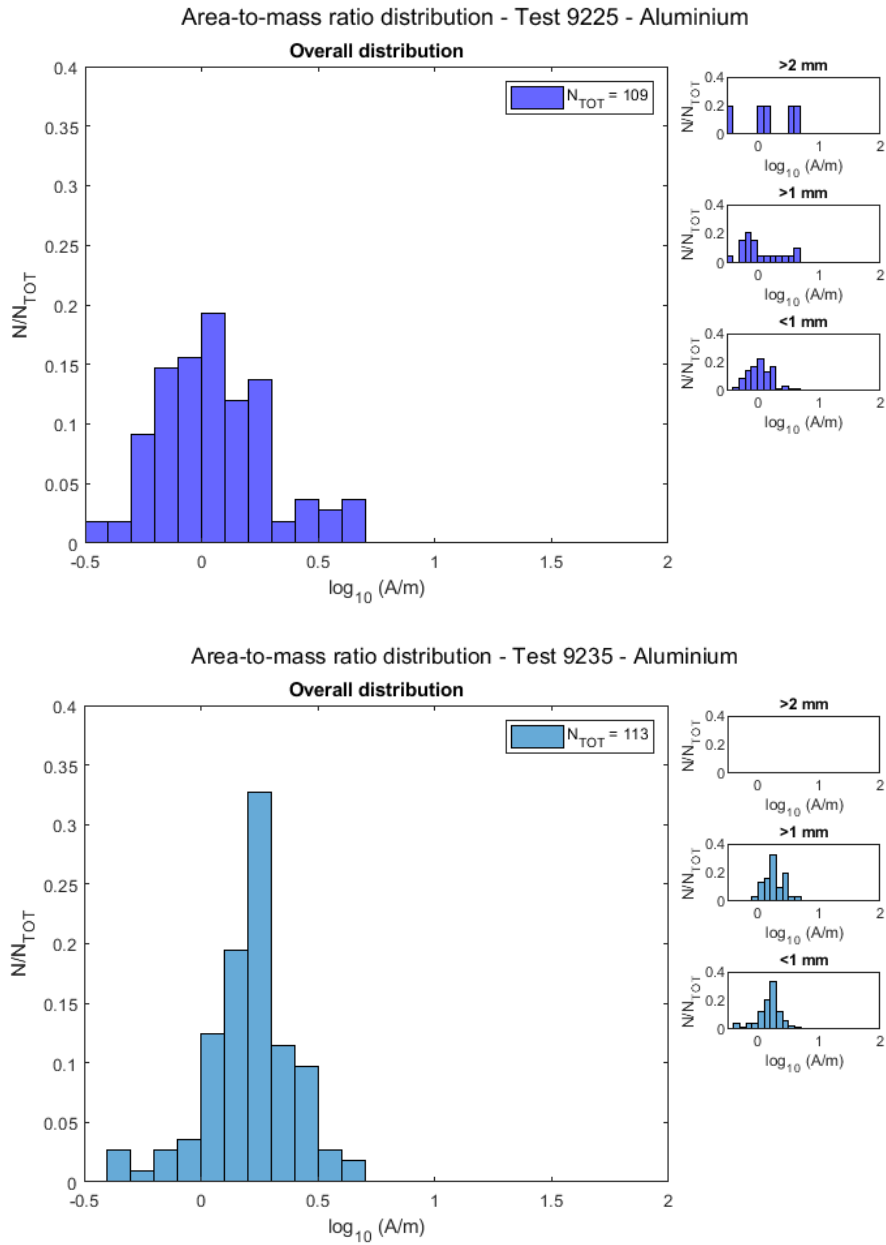 Area-to-mass ratio distribution - Test 9225 - Aluminium
Overall distribution
N/N_TOT
0.4
0.35
0.3
0.25
0.2
0.15
0.1
0.05
0
-0.5
0
0.5
1
1.5
2
log10 (A/m)
N_TOT = 109
>2 mm
N/N_TOT
0.4
0.2
0
0
1
2
log10 (A/m)
>1 mm
N/N_TOT
0.4
0.2
0
0
1
2
log10 (A/m)
<1 mm
N/N_TOT
0.4
0.2
0
0
1
2
log10 (A/m)
Area-to-mass ratio distribution - Test 9235 - Aluminium
Overall distribution
N/N_TOT
0.4
0.35
0.3
0.25
0.2
0.15
0.1
0.05
0
-0.5
0
0.5
1
1.5
2
log10 (A/m)
N_TOT = 113
>2 mm
N/N_TOT
0.4
0.2
0
0
1
2
log10 (A/m)
>1 mm
N/N_TOT
0.4
0.2
0
0
1
2
log10 (A/m)
<1 mm
N/N_TOT
0.4
0.2
0
0
1
2
log10 (A/m)